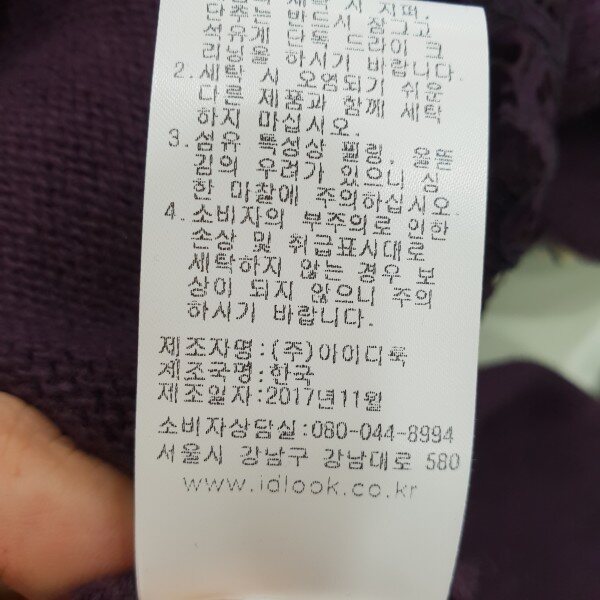 세탁 시 지퍼,
단추는 반드시 잠그고
섬유게 단독 드라이 크
리닝을 하시기 바랍니다.
2.세탁 시 오염되기 쉬운
다른 제품과 함께 세탁
하지 마십시오.
3.섬유 특성상 필링, 올뜯
김의 우려가 있으니 심
한 마찰에 주의하십시오.
4.소비자의 부주의로 인한
손상 및 취급표시대로
세탁하지 않는 경우 보
상이 되지 않으니 주의
하시기 바랍니다.
제조자명:(주)아이디룩
제조국명:한국
제조일자:2017년11월
소비자상담실:080-044-8994
서울시 강남구 강남대로 580
www.idlook.co.kr